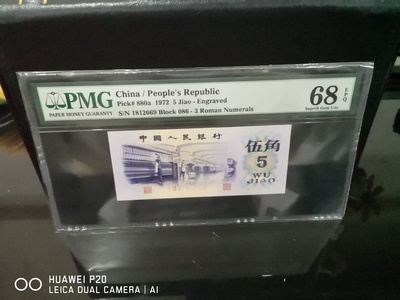 PMG
PAPER MONEY GUARANTY
China / People's Republic
Pick# 880a 1972 5 Jiao - Engraved
S/N 1812069 Block 086 - 3 Roman Numerals
68 EPQ
Superb Gem Unc
中國人民銀行
伍角
5
WU
JIAO
HUAWEI P20
LEICA DUAL CAMERA | AI